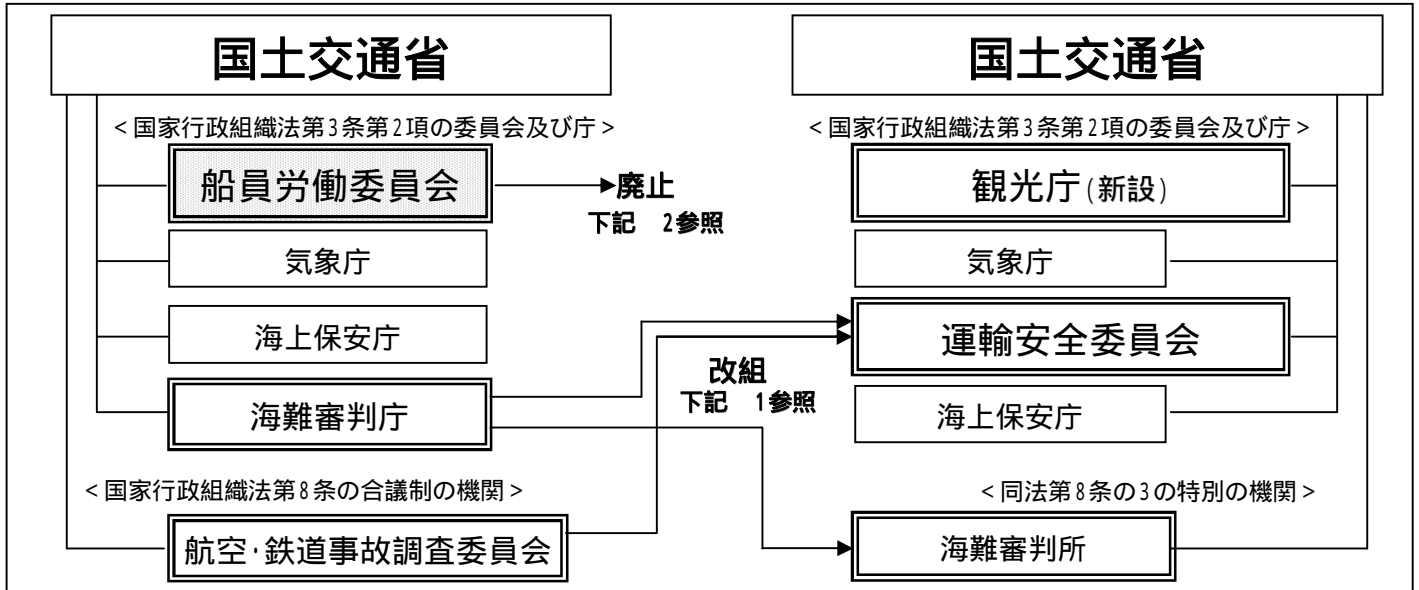 国土交通省
<国家行政組織法第3条第2項の委員会及び庁>
船員労働委員会
廃止
下記 2参照
気象庁
海上保安庁
海難審判庁
<国家行政組織法第8条の合議制の機関>
航空・鉄道事故調査委員会
改組
下記 1参照
国土交通省
<国家行政組織法第3条第2項の委員会及び庁>
観光庁(新設)
気象庁
運輸安全委員会
海上保安庁
<同法第8条の3の特別の機関>
海難審判所